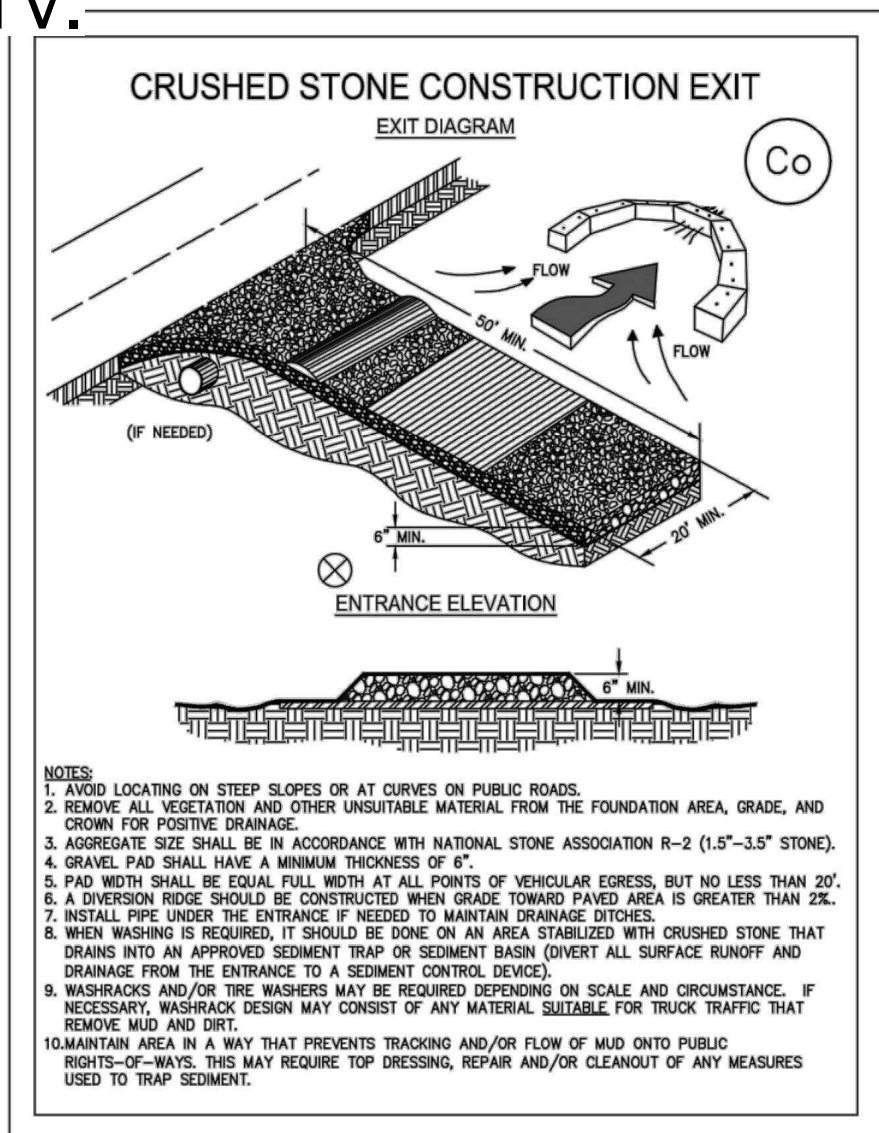 CRUSHED STONE CONSTRUCTION EXIT
EXIT DIAGRAM
Co
FLOW
50' MIN.
FLOW
(IF NEEDED)
20' MIN.
6" MIN.
ENTRANCE ELEVATION
6" MIN.
NOTES:
1. AVOID LOCATING ON STEEP SLOPES OR AT CURVES ON PUBLIC ROADS.
2. REMOVE ALL VEGETATION AND OTHER UNSUITABLE MATERIAL FROM THE FOUNDATION AREA, GRADE, AND
CROWN FOR POSITIVE DRAINAGE.
3. AGGREGATE SIZE SHALL BE IN ACCORDANCE WITH NATIONAL STONE ASSOCIATION R-2 (1.5"-3.5" STONE).
4. GRAVEL PAD SHALL HAVE A MINIMUM THICKNESS OF 6".
5. PAD WIDTH SHALL BE EQUAL FULL WIDTH AT ALL POINTS OF VEHICULAR EGRESS, BUT NO LESS THAN 20'.
6. A DIVERSION RIDGE SHOULD BE CONSTRUCTED WHEN GRADE TOWARD PAVED AREA IS GREATER THAN 2%..
7. INSTALL PIPE UNDER THE ENTRANCE IF NEEDED TO MAINTAIN DRAINAGE DITCHES.
8. WHEN WASHING IS REQUIRED, IT SHOULD BE DONE ON AN AREA STABILIZED WITH CRUSHED STONE THAT
DRAINS INTO AN APPROVED SEDIMENT TRAP OR SEDIMENT BASIN (DIVERT ALL SURFACE RUNOFF AND
DRAINAGE FROM THE ENTRANCE TO A SEDIMENT CONTROL DEVICE).
9. WASHRACKS AND/OR TIRE WASHERS MAY BE REQUIRED DEPENDING ON SCALE AND CIRCUMSTANCE. IF
NECESSARY, WASHRACK DESIGN MAY CONSIST OF ANY MATERIAL SUITABLE FOR TRUCK TRAFFIC THAT
REMOVE MUD AND DIRT.
10.MAINTAIN AREA IN A WAY THAT PREVENTS TRACKING AND/OR FLOW OF MUD ONTO PUBLIC
RIGHTS-OF-WAYS. THIS MAY REQUIRE TOP DRESSING, REPAIR AND/OR CLEANOUT OF ANY MEASURES
USED TO TRAP SEDIMENT.